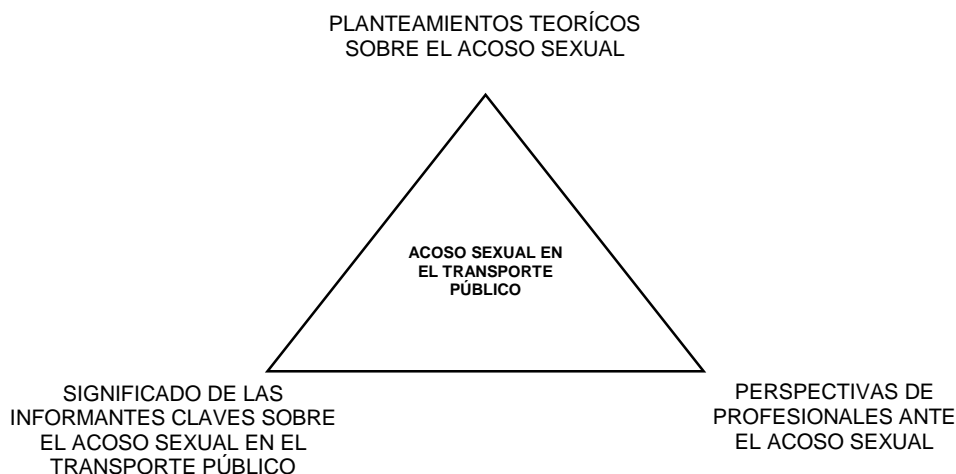 PLANTEAMIENTOS TEORÍCOS
SOBRE EL ACOSO SEXUAL
ACOSO SEXUAL EN
EL TRANSPORTE
PÚBLICO
SIGNIFICADO DE LAS
INFORMANTES CLAVES SOBRE
EL ACOSO SEXUAL EN EL
TRANSPORTE PÚBLICO
PERSPECTIVAS DE
PROFESIONALES ANTE
EL ACOSO SEXUAL